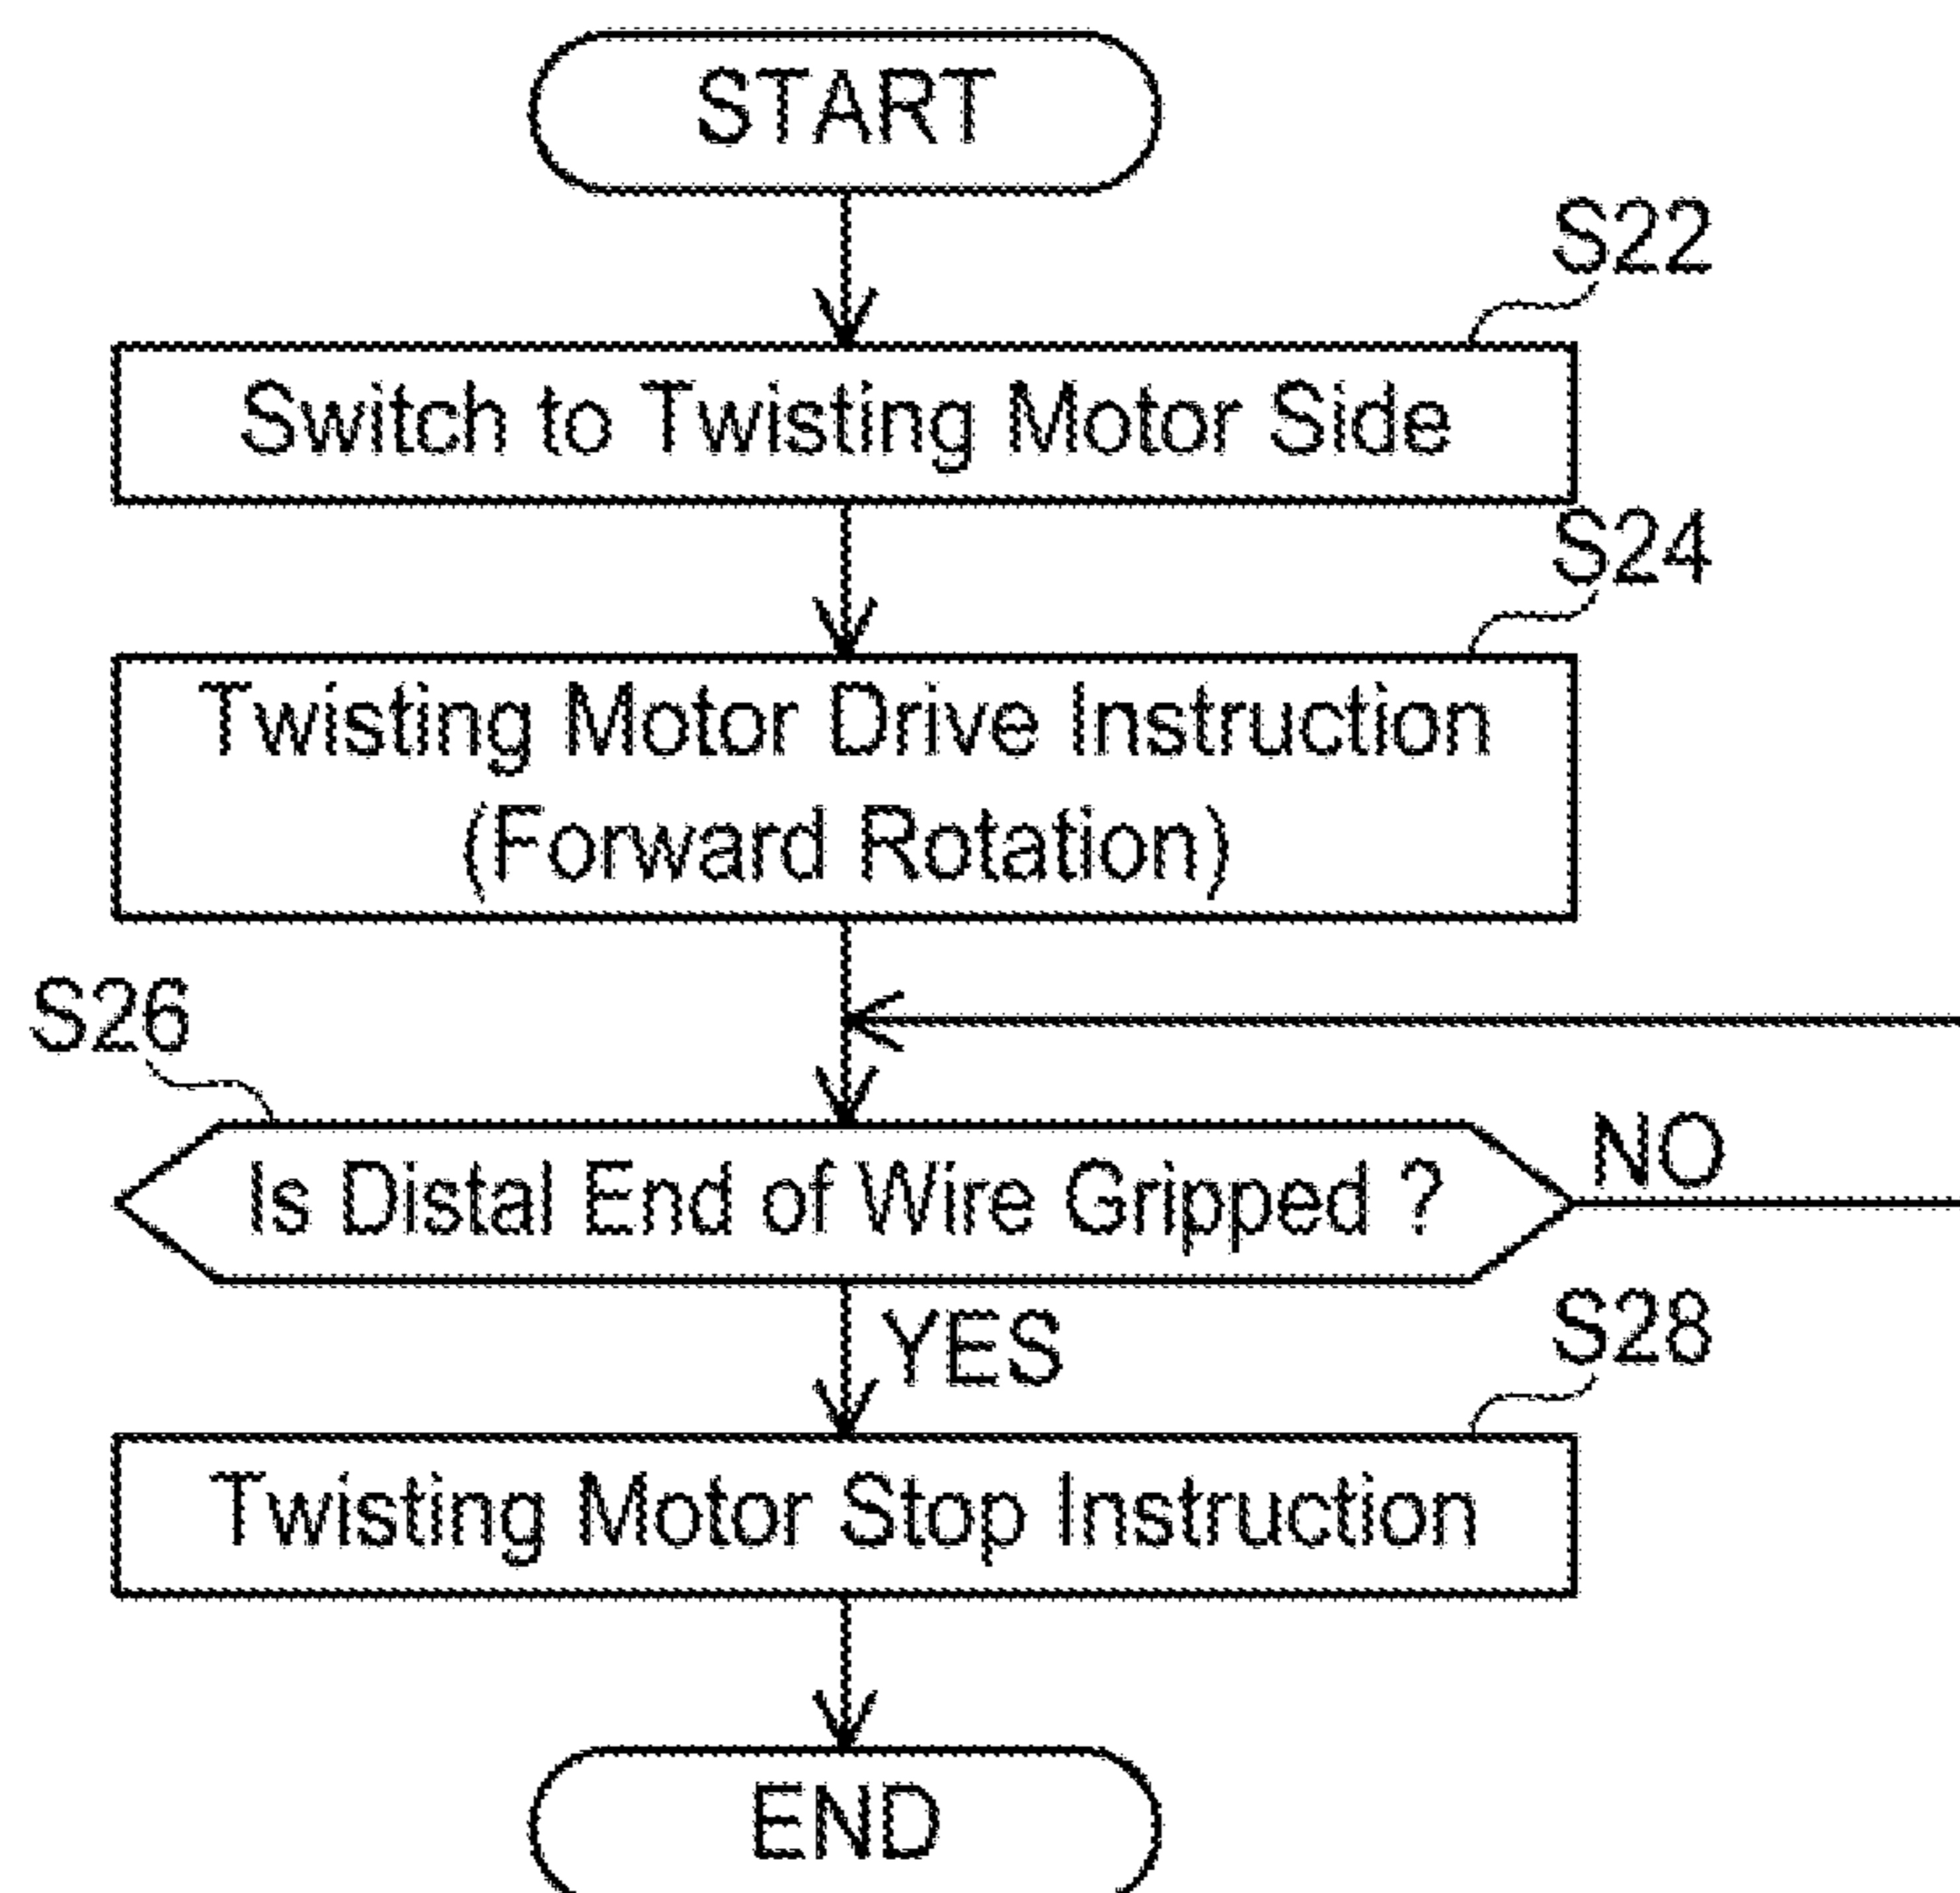 START
S22
Switch to Twisting Motor Side
S24
Twisting Motor Drive Instruction
(Forward Rotation)
S26
Is Distal End of Wire Gripped ?
NO
YES
S28
Twisting Motor Stop Instruction
END